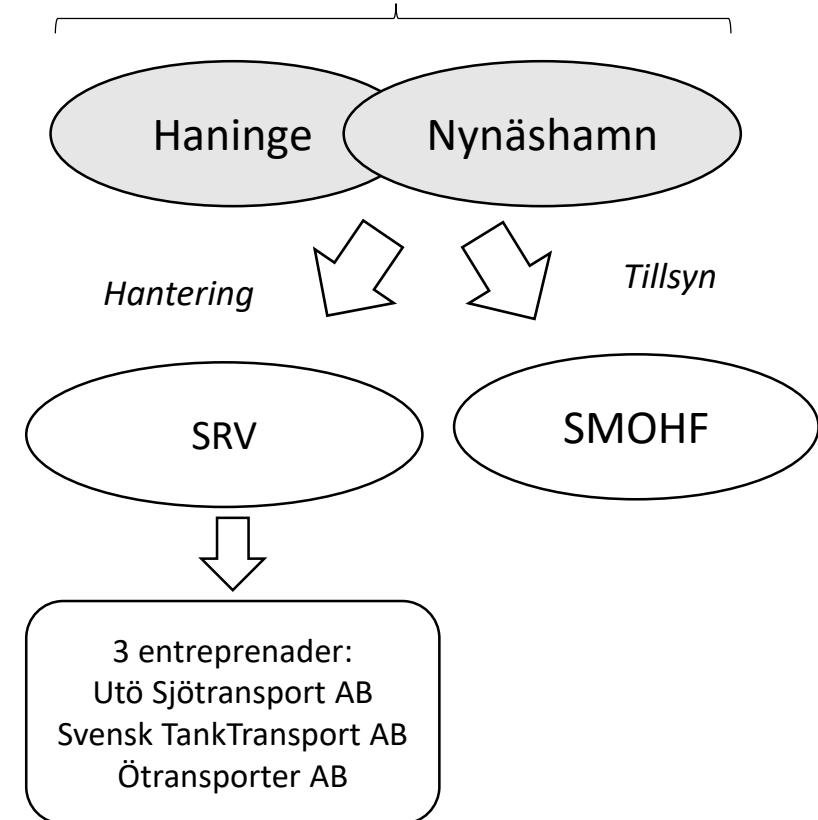 Haninge
Nynäshamn
Hantering
Tillsyn
SRV
SMOHF
3 entreprenader:
Utö Sjötransport AB
Svensk TankTransport AB
Ötransporter AB